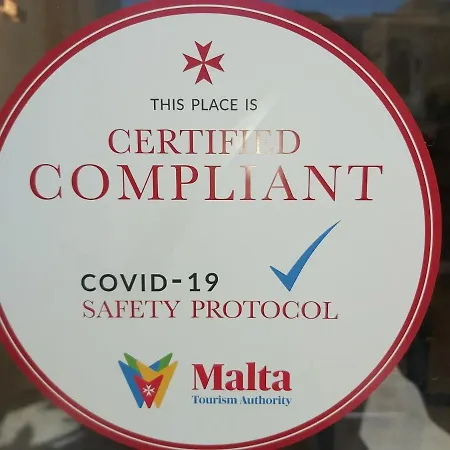 THIS PLACE IS
CERTIFIED
COMPLIANT
COVID-19
SAFETY PROTOCOL
Malta
Tourism Authority